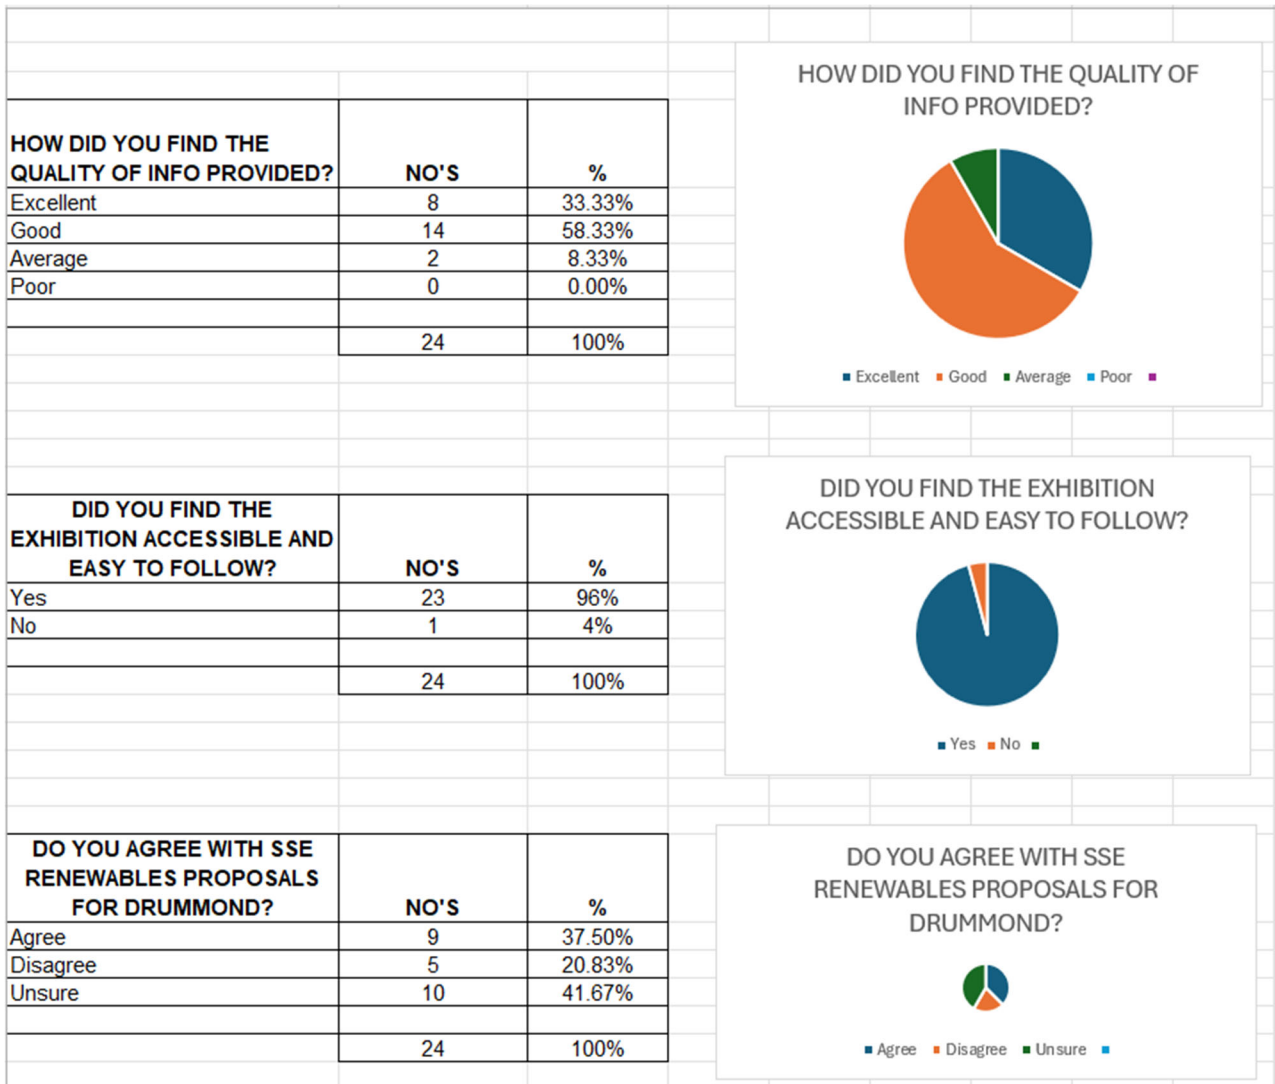 HOW DID YOU FIND THE
QUALITY OF INFO PROVIDED? NO'S %
Excellent 8 33.33%
Good 14 58.33%
Average 2 8.33%
Poor 0 0.00%
24 100%
HOW DID YOU FIND THE QUALITY OF
INFO PROVIDED?
Excellent Good Average Poor
DID YOU FIND THE
EXHIBITION ACCESSIBLE AND
EASY TO FOLLOW? NO'S %
Yes 23 96%
No 1 4%
24 100%
DID YOU FIND THE EXHIBITION
ACCESSIBLE AND EASY TO FOLLOW?
Yes No
DO YOU AGREE WITH SSE
RENEWABLES PROPOSALS
FOR DRUMMOND? NO'S %
Agree 9 37.50%
Disagree 5 20.83%
Unsure 10 41.67%
24 100%
DO YOU AGREE WITH SSE
RENEWABLES PROPOSALS FOR
DRUMMOND?
Agree Disagree Unsure